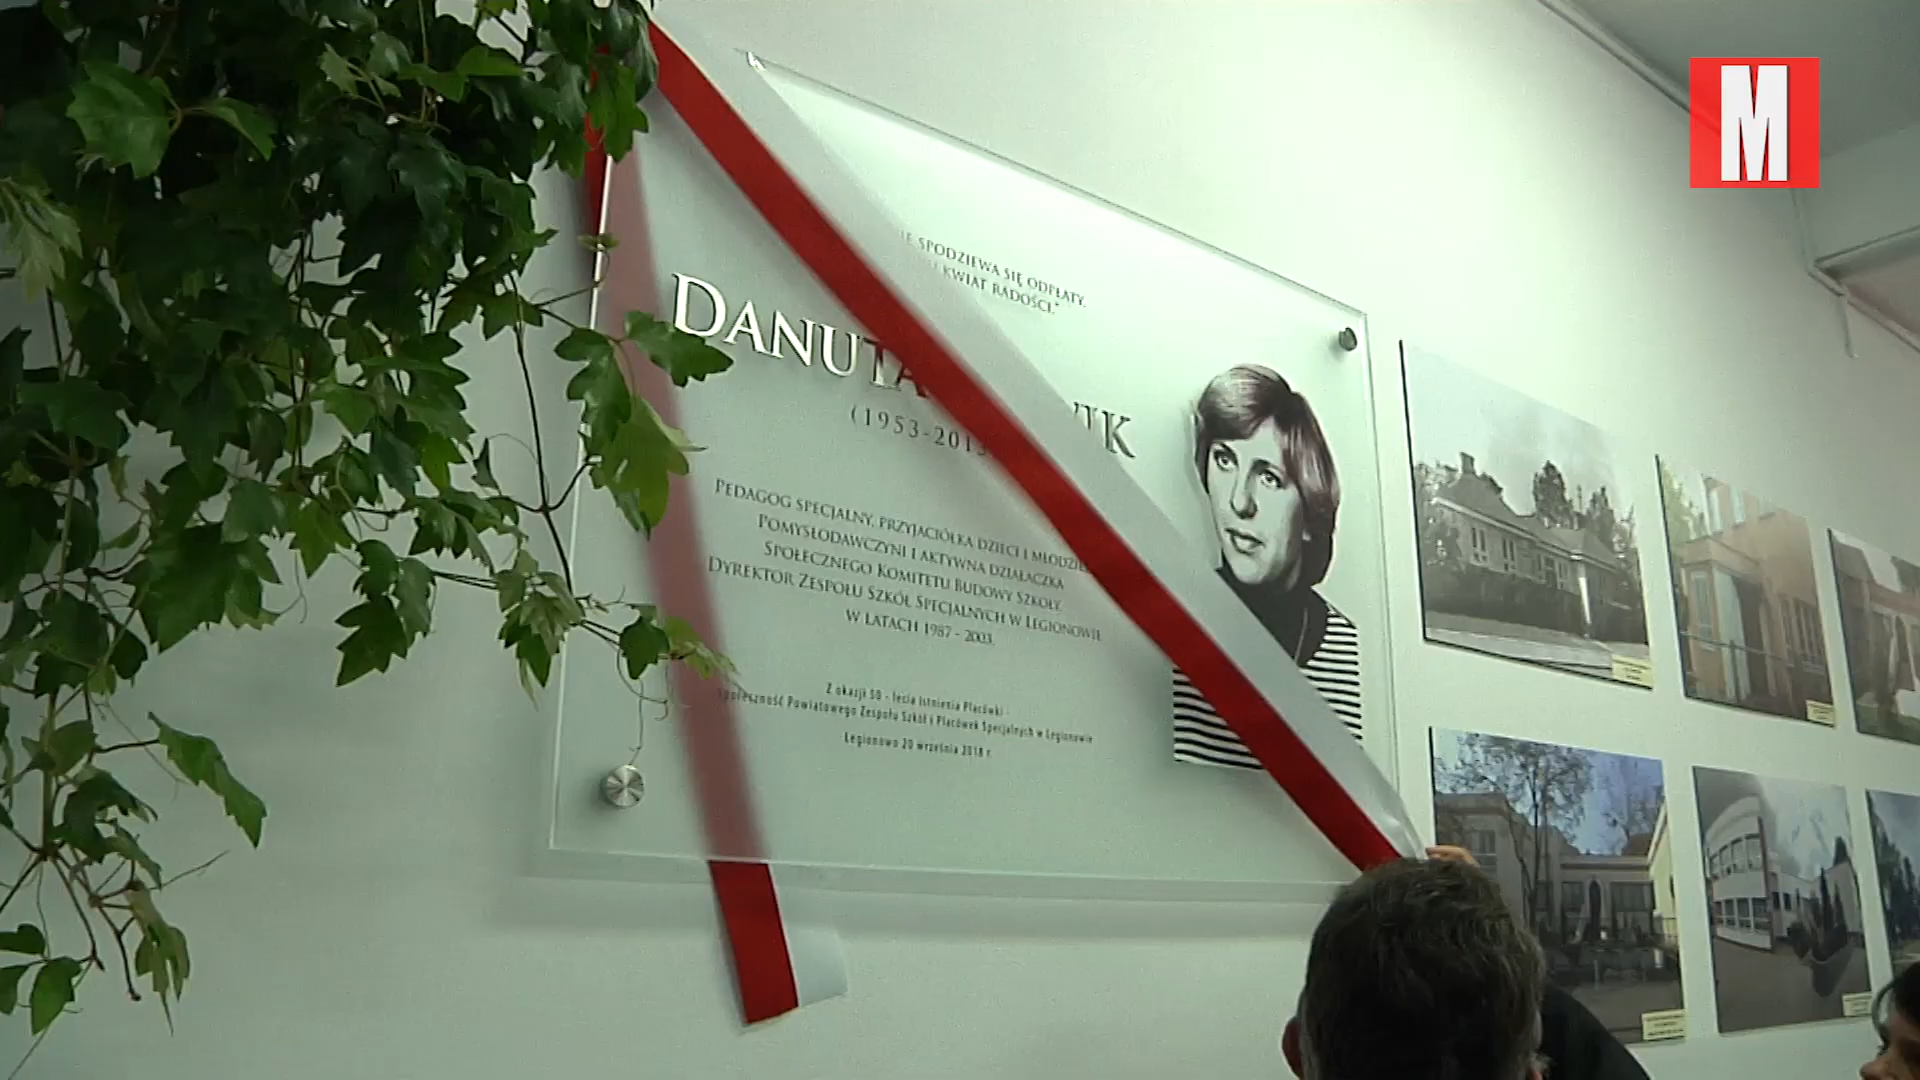 M
SPODZIEWA SIĘ ODPŁATY,
KWIAT RADOŚCI."
DANUTA
(1953-201
PEDAGOG SPECJALNY, PRZYJACIÓŁKA DZIECI I
POMYSŁODAWCZYNI I AKTYWNA DZIAŁACZKA
SPOŁECZNEGO KOMITETU BUDOWY SZKOŁY.
DYREKTOR ZESPOŁU SZKÓŁ SPECJALNYCH W LEGIONOWIE
W LATACH 1987 - 2003.
Z okazji 50 - lecia Istnienia Placówki -
Społeczność Powiatowego Zespołu Szkół i Placówek Specjalnych w Legionowie
Legionowo 20 września 2018 r.